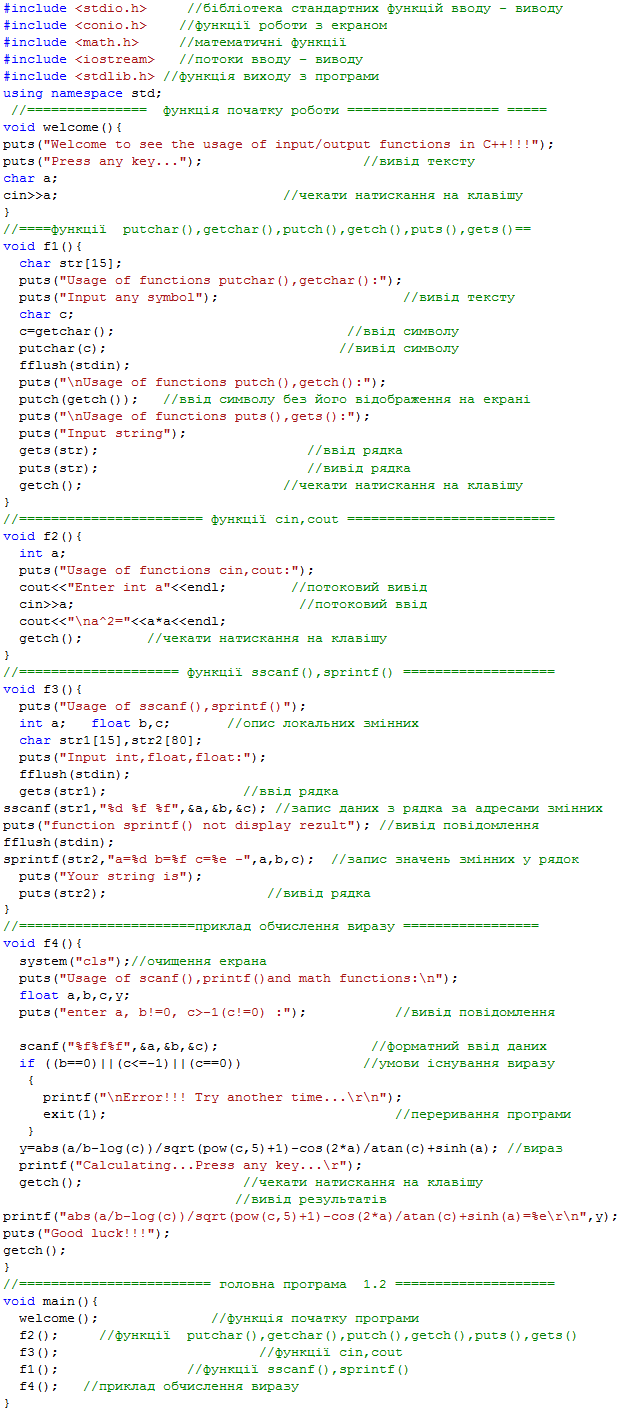 #include <stdio.h>     //бібліотека стандартних функцій вводу – виводу
#include <conio.h>    //функції роботи з екраном
#include <math.h>     //математичні функції
#include <iostream>   //потоки вводу – виводу
#include <stdlib.h> //функція виходу з програми
using namespace std;
 //===============  функція початку роботи =================== =====
void welcome(){
puts("Welcome to see the usage of input/output functions in C++!!!");
puts("Press any key...");                    //вивід тексту
char a;
cin>>a;                            //чекати натискання на клавішу
}
//====функції  putchar(),getchar(),putch(),getch(),puts(),gets()==
void f1(){
  char str[15];
  puts("Usage of functions putchar(),getchar():");
  puts("Input any symbol");                       //вивід тексту
  char c;
  c=getchar();                             //ввід символу
  putchar(c);                             //вивід символу
  fflush(stdin);
  puts("\nUsage of functions putch(),getch():");
  putch(getch());   //ввід символу без його відображення на екрані
  puts("\nUsage of functions puts(),gets():");
  puts("Input string");
  gets(str);                          //ввід рядка
  puts(str);                          //вивід рядка
  getch();                         //чекати натискання на клавішу
}
//======================= функції cin,cout ==========================
void f2(){
  int a;
  puts("Usage of functions cin,cout:");
  cout<<"Enter int a"<<endl;        //потоковий вивід
  cin>>a;                            //потоковий ввід
  cout<<"\na^2="<<a*a<<endl;
  getch();        //чекати натискання на клавішу
}
//==================== функції sscanf(),sprintf() ===================
void f3(){
  puts("Usage of sscanf(),sprintf()");
  int a;   float b,c;       //опис локальних змінних
  char str1[15],str2[80];
  puts("Input int,float,float:");
  fflush(stdin);
  gets(str1);                  //ввід рядка
sscanf(str1,"%d %f %f",&a,&b,&c); //запис даних з рядка за адресами змінних
puts("function sprintf() not display rezult"); //вивід повідомлення
fflush(stdin);
sprintf(str2,"a=%d b=%f c=%e –",a,b,c);  //запис значень змінних у рядок
  puts("Your string is");
  puts(str2);                     //вивід рядка
}
//======================приклад обчислення виразу =================
void f4(){
  system("cls");//очищення екрана
  puts("Usage of scanf(),printf()and math functions:\n");
  float a,b,c,y;
  puts("enter a, b!=0, c>-1(c!=0) :");           //вивід повідомлення
  scanf("%f%f%f",&a,&b,&c);                   //форматний ввід даних
  if ((b==0)||(c<=-1)||(c==0))               //умови існування виразу
   {
     printf("\nError!!! Try another time...\r\n");
     exit(1);                                    //переривання програми
   }
  y=abs(a/b-log(c))/sqrt(pow(c,5)+1)-cos(2*a)/atan(c)+sinh(a); //вираз
  printf("Calculating...Press any key...\r");
  getch();                    //чекати натискання на клавішу
                             //вивід результатів
printf("abs(a/b-log(c))/sqrt(pow(c,5)+1)-cos(2*a)/atan(c)+sinh(a)=%e\r\n",y);
puts("Good luck!!!");
getch();
}
//======================== головна програма  1.2 ====================
void main(){
  welcome();              //функція початку програми
  f2();     //функції  putchar(),getchar(),putch(),getch(),puts(),gets()
  f3();                         //функції cin,cout
  f1();                //функції sscanf(),sprintf()
  f4();   //приклад обчислення виразу
}